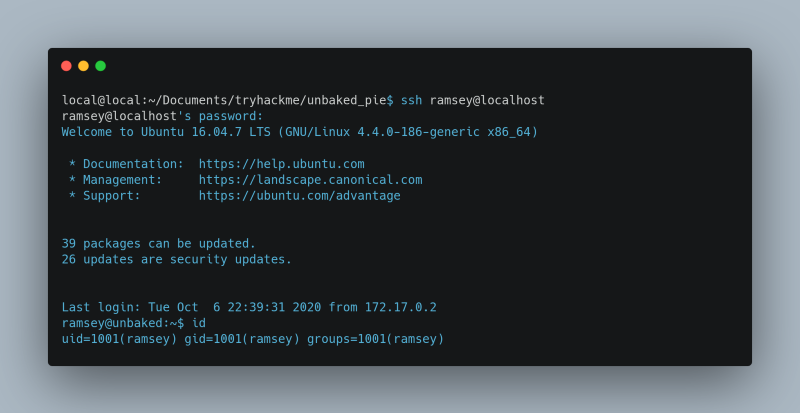 local@local:~/Documents/tryhackme/unbaked_pie$ ssh ramsey@localhost
ramsey@localhost's password:
Welcome to Ubuntu 16.04.7 LTS (GNU/Linux 4.4.0-186-generic x86_64)
* Documentation:  https://help.ubuntu.com
* Management:     https://landscape.canonical.com
* Support:        https://ubuntu.com/advantage
39 packages can be updated.
26 updates are security updates.
Last login: Tue Oct  6 22:39:31 2020 from 172.17.0.2
ramsey@unbaked:~$ id
uid=1001(ramsey) gid=1001(ramsey) groups=1001(ramsey)